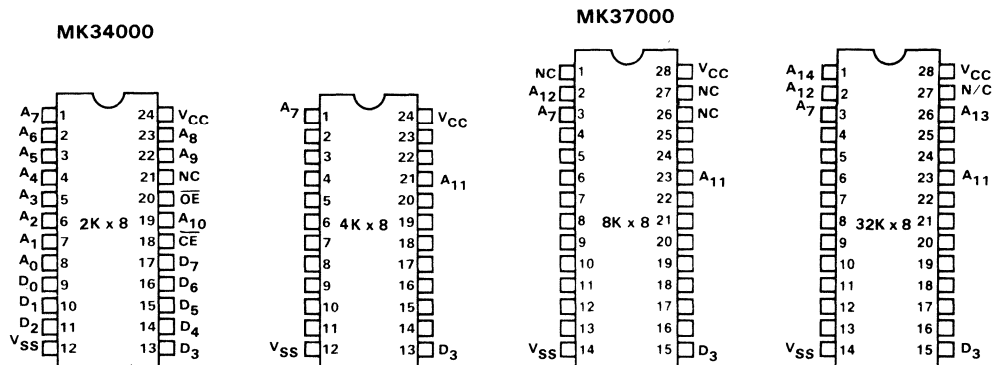 MK34000
MK37000
A7 1 24 VCC
A6 2 23 A8
A5 3 22 A9
A4 4 21 NC
A3 5 20 OE
A2 6 2K x 8 19 A10
A1 7 18 CE
A0 8 17 D7
D0 9 16 D6
D1 10 15 D5
D2 11 14 D4
VSS 12 13 D3
A7 1 24 VCC
2 23
3 22
4 21 A11
5 20
6 4K x 8 19
7 18
8 17
9 16
10 15
11 14
VSS 12 13 D3
NC 1 28 VCC
A12 2 27 NC
A7 3 26 NC
4 25
5 24
6 23 A11
7 22
8 8K x 8 21
9 20
10 19
11 18
12 17
13 16
VSS 14 15 D3
A14 1 28 VCC
A12 2 27 N/C
A7 3 26 A13
4 25
5 24
6 23 A11
7 22
8 32K x 8 21
9 20
10 19
11 18
12 17
13 16
VSS 14 15 D3